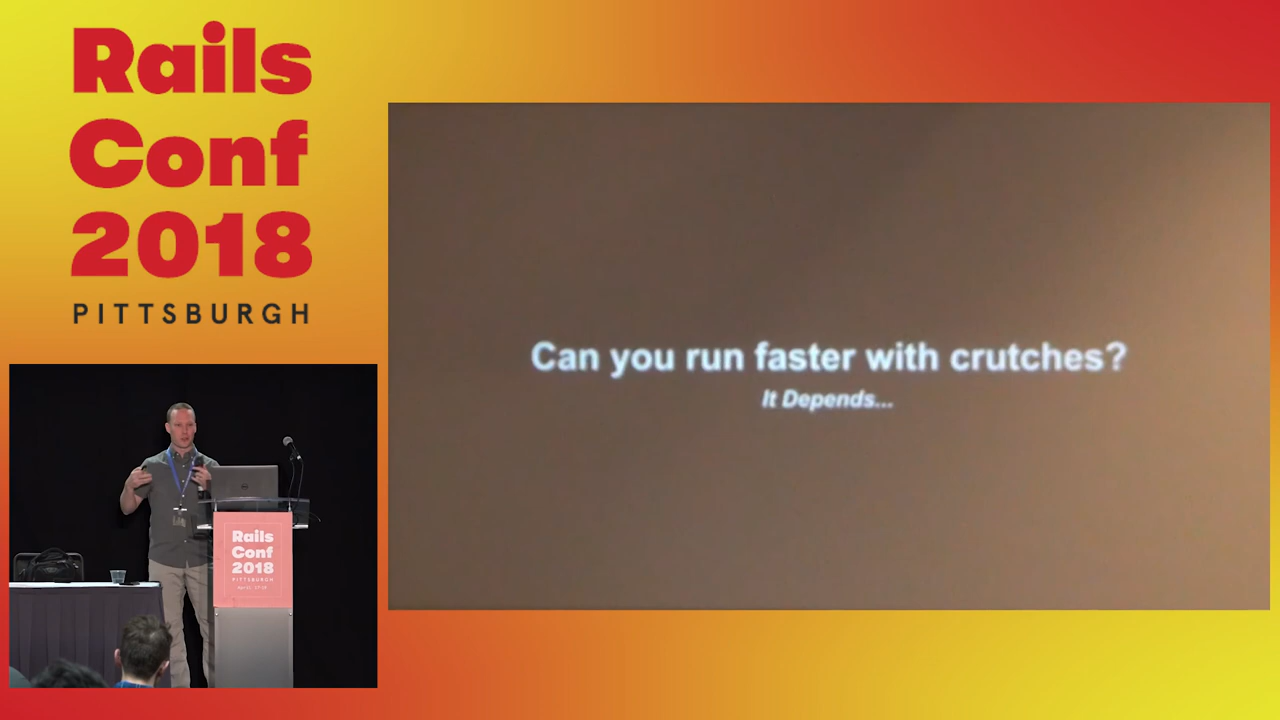 Rails
Conf
2018
PITTSBURGH
Can you run faster with crutches?
It Depends...
Rails
Conf
2018
PITTSBURGH